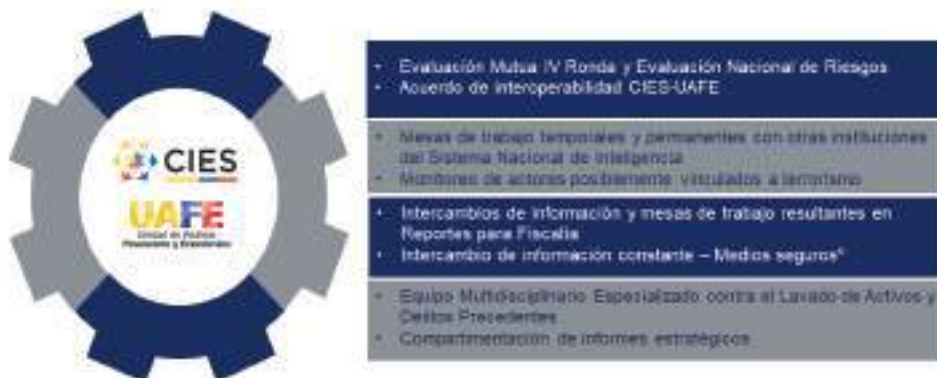 CIES
UAFE
Unidad de Análisis
Financiero y Económico
• Evaluación Mutua IV Ronda y Evaluación Nacional de Riesgos
• Acuerdo de interoperabilidad CIES-UAFE
• Mesas de trabajo temporales y permanentes con otras instituciones
del Sistema Nacional de Inteligencia
• Monitoreo de actores posiblemente vinculados a terrorismo
• Intercambios de información y mesas de trabajo resultantes en
Reportes para Fiscalía
• Intercambio de información constante – Medios seguros*
• Equipo Multidisciplinario Especializado contra el Lavado de Activos y
Delitos Precedentes
• Compartimentación de informes estratégicos